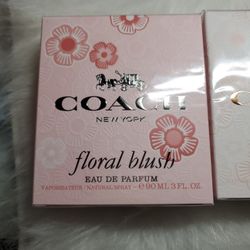 COACH
NEW YORK
floral blush
EAU DE PARFUM
VAPORISATEUR / NATURAL SPRAY - e 90 ML 3 FL. OZ.